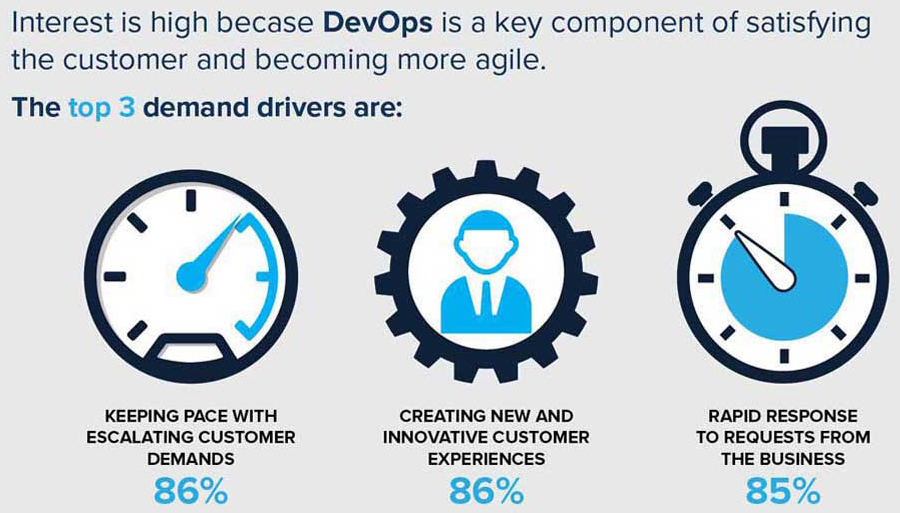 Interest is high becase DevOps is a key component of satisfying
the customer and becoming more agile.
The top 3 demand drivers are:
KEEPING PACE WITH
ESCALATING CUSTOMER
DEMANDS
86%
CREATING NEW AND
INNOVATIVE CUSTOMER
EXPERIENCES
86%
RAPID RESPONSE
TO REQUESTS FROM
THE BUSINESS
85%